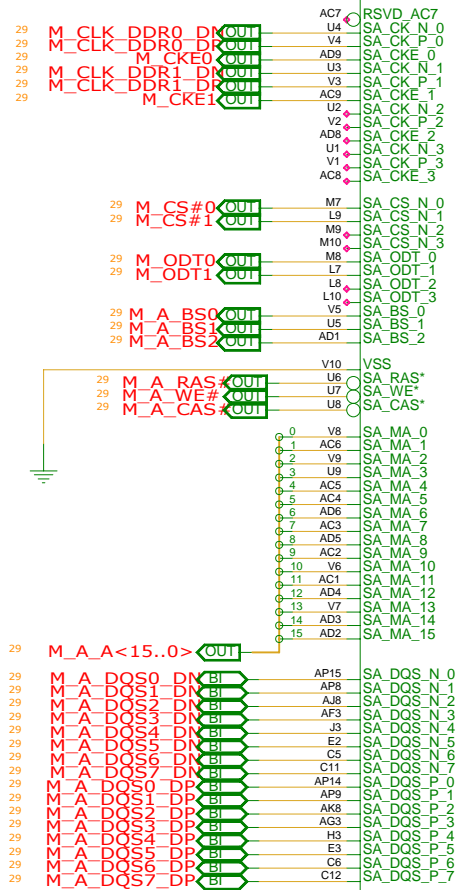 AC7 RSVD_AC7
29 M_CLK_DDR0_DN OUT U4 SA_CK_N_0
29 M_CLK_DDR0_DP OUT V4 SA_CK_P_0
29 M_CKE0 OUT AD9 SA_CKE_0
29 M_CLK_DDR1_DN OUT U3 SA_CK_N_1
29 M_CLK_DDR1_DP OUT V3 SA_CK_P_1
29 M_CKE1 OUT AC9 SA_CKE_1
U2 SA_CK_N_2
V2 SA_CK_P_2
AD8 SA_CKE_2
U1 SA_CK_N_3
V1 SA_CK_P_3
AC8 SA_CKE_3
29 M_CS#0 OUT M7 SA_CS_N_0
29 M_CS#1 OUT L9 SA_CS_N_1
M9 SA_CS_N_2
M10 SA_CS_N_3
29 M_ODT0 OUT M8 SA_ODT_0
29 M_ODT1 OUT L7 SA_ODT_1
L8 SA_ODT_2
L10 SA_ODT_3
29 M_A_BS0 OUT V5 SA_BS_0
29 M_A_BS1 OUT U5 SA_BS_1
29 M_A_BS2 OUT AD1 SA_BS_2
V10 VSS
29 M_A_RAS# OUT U6 SA_RAS*
29 M_A_WE# OUT U7 SA_WE*
29 M_A_CAS# OUT U8 SA_CAS*
0 V8 SA_MA_0
1 AC6 SA_MA_1
2 V9 SA_MA_2
3 U9 SA_MA_3
4 AC5 SA_MA_4
5 AC4 SA_MA_5
6 AD6 SA_MA_6
7 AC3 SA_MA_7
8 AD5 SA_MA_8
9 AC2 SA_MA_9
10 V6 SA_MA_10
11 AC1 SA_MA_11
12 AD4 SA_MA_12
13 V7 SA_MA_13
14 AD3 SA_MA_14
15 AD2 SA_MA_15
29 M_A_A<15..0> OUT
29 M_A_DQS0_DN BI AP15 SA_DQS_N_0
29 M_A_DQS1_DN BI AP8 SA_DQS_N_1
29 M_A_DQS2_DN BI AJ8 SA_DQS_N_2
29 M_A_DQS3_DN BI AF3 SA_DQS_N_3
29 M_A_DQS4_DN BI J3 SA_DQS_N_4
29 M_A_DQS5_DN BI E2 SA_DQS_N_5
29 M_A_DQS6_DN BI C5 SA_DQS_N_6
29 M_A_DQS7_DN BI C11 SA_DQS_N_7
29 M_A_DQS0_DP BI AP14 SA_DQS_P_0
29 M_A_DQS1_DP BI AP9 SA_DQS_P_1
29 M_A_DQS2_DP BI AK8 SA_DQS_P_2
29 M_A_DQS3_DP BI AG3 SA_DQS_P_3
29 M_A_DQS4_DP BI H3 SA_DQS_P_4
29 M_A_DQS5_DP BI E3 SA_DQS_P_5
29 M_A_DQS6_DP BI C6 SA_DQS_P_6
29 M_A_DQS7_DP BI C12 SA_DQS_P_7